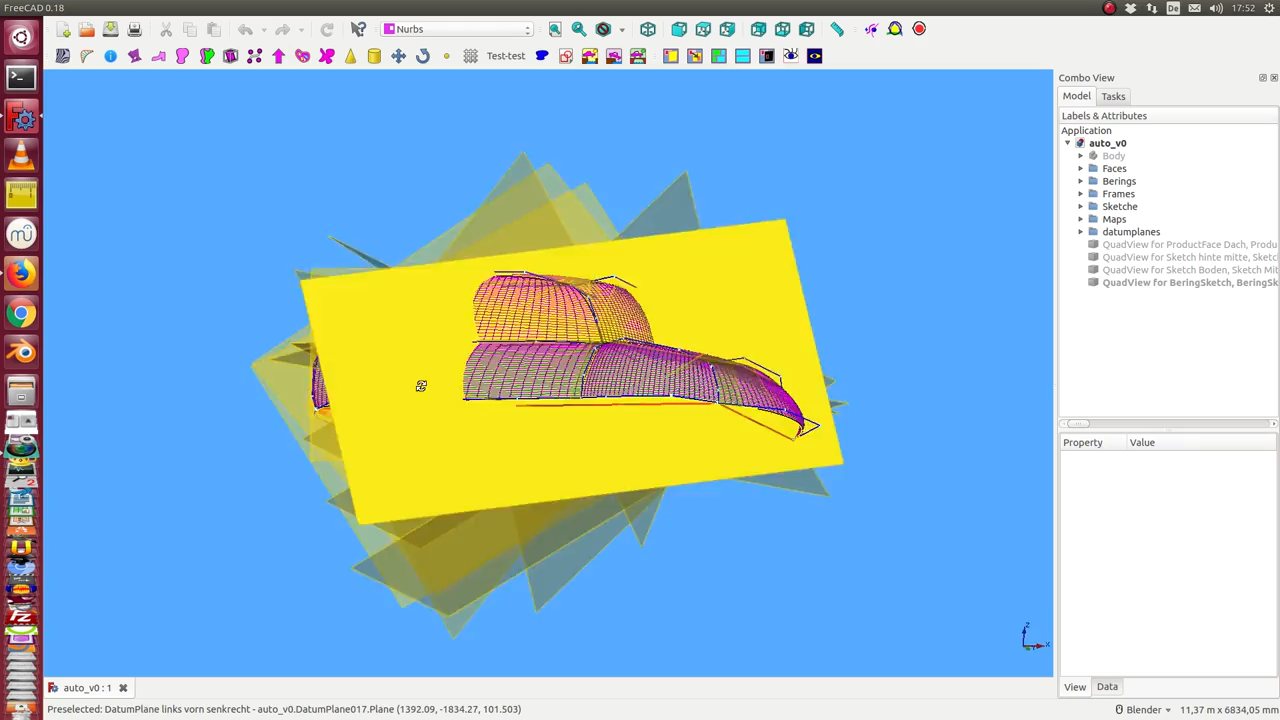 FreeCAD 0.18
De
17:52
Nurbs
Test-test
Combo View
Model
Tasks
Labels & Attributes
Application
auto_v0
Body
Faces
Berings
Frames
Sketche
Maps
datumplanes
QuadView for ProductFace Dach, Produ
QuadView for Sketch hinte mitte, Sketc
QuadView for Sketch Boden, Sketch Mit
QuadView for BeringSketch, BeringSk
Property
Value
View
Data
auto_v0 : 1
Z
X
Preselected: DatumPlane links vorn senkrecht - auto_v0.DatumPlane017.Plane (1392.09, -1834.27, 101.503)
Blender
11,37 m x 6834,05 mm